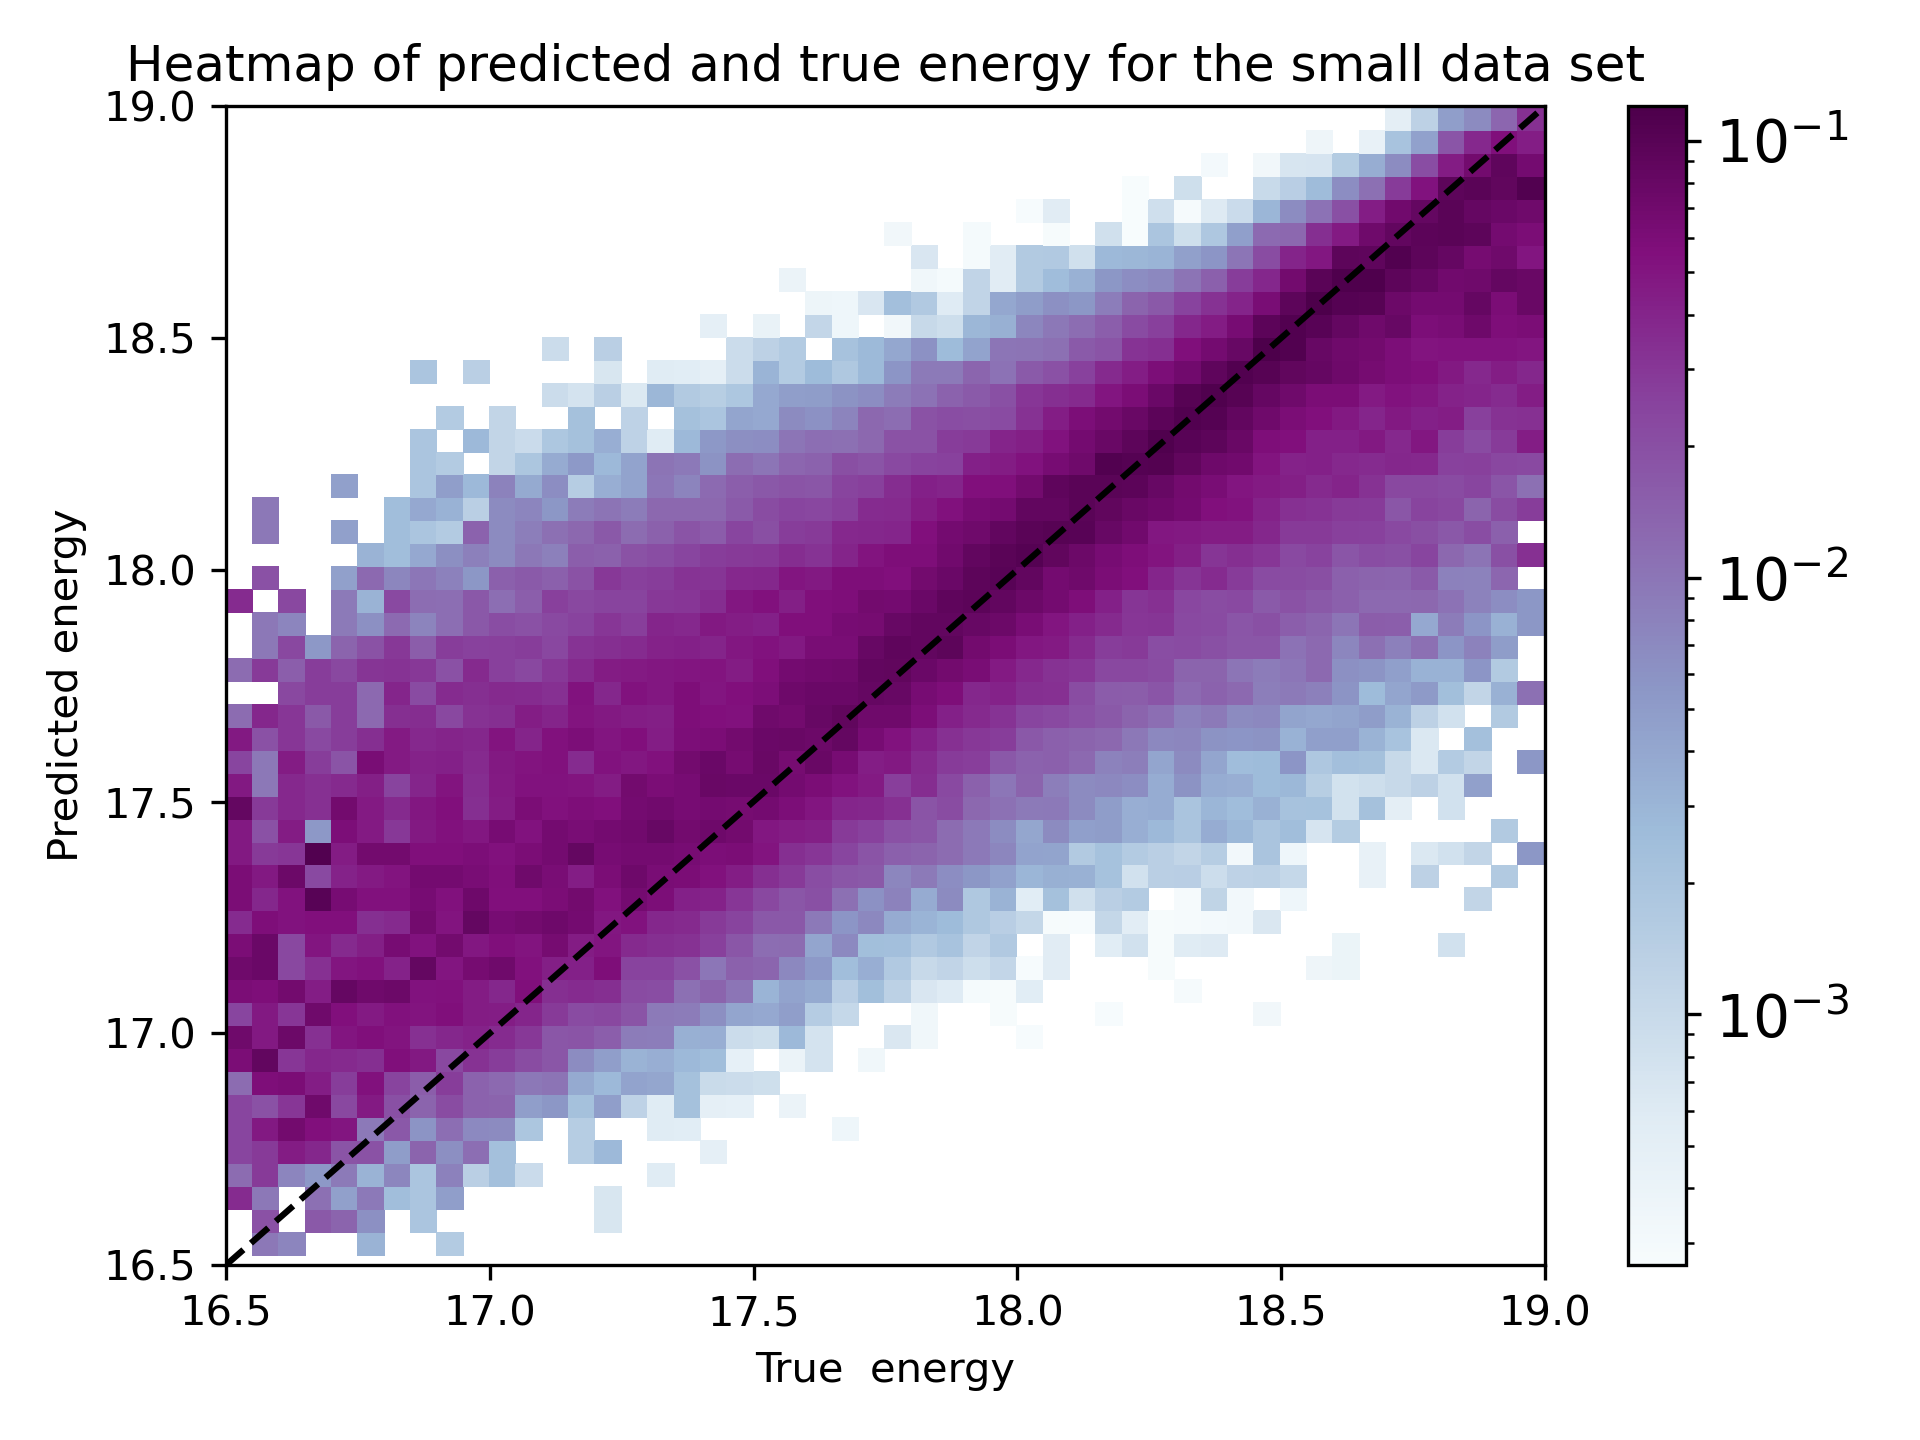 Heatmap of predicted and true energy for the small data set
19.0
18.5
18.0
17.5
17.0
16.5
Predicted energy
16.5 17.0 17.5 18.0 18.5 19.0
True  energy
10⁻¹
10⁻²
10⁻³